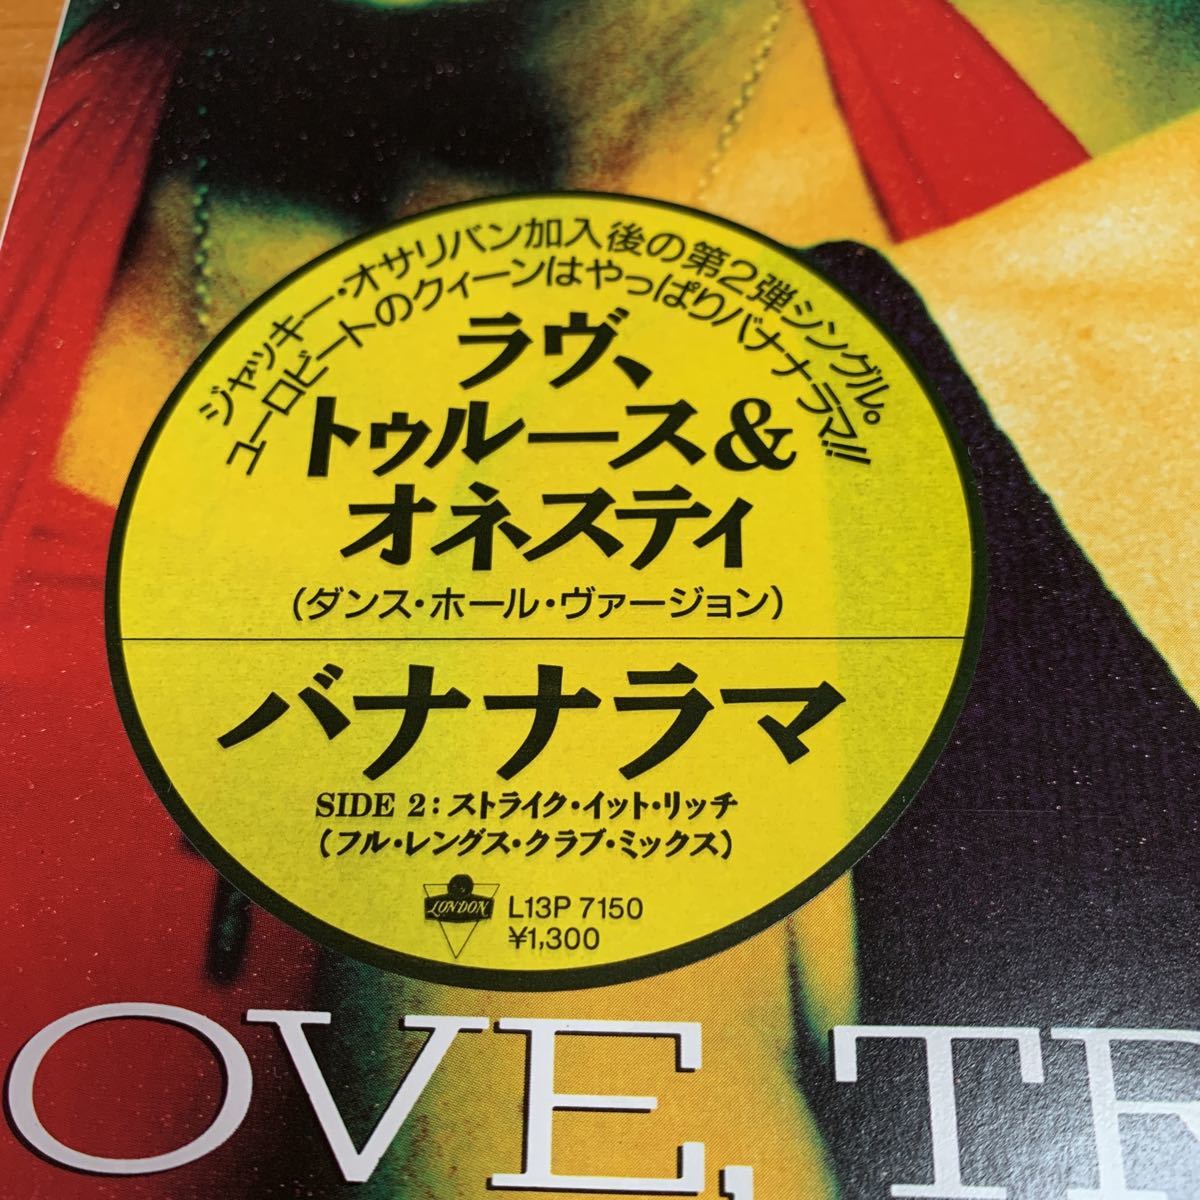 ジャッキー・オサリバン加入後の第2弾シングル。
ユーロビートのクィーンはやっぱりバナナラマ!!
ラヴ、
トゥルース&
オネスティ
(ダンス・ホール・ヴァージョン)
バナナラマ
SIDE 2:ストライク・イット・リッチ
(フル・レングス・クラブ・ミックス)
LONDON
L13P 7150
¥1,300
OVE, TR